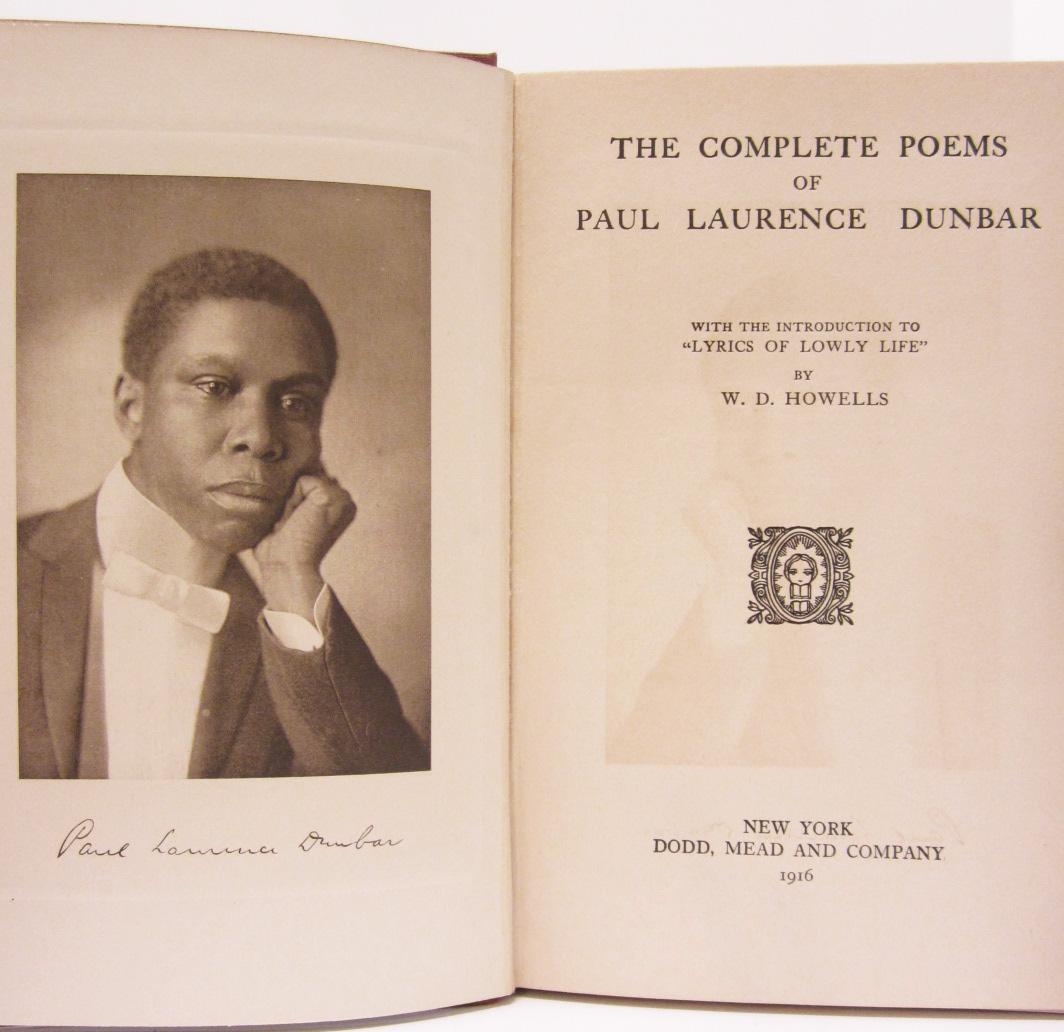 Paul Laurence Dunbar
THE COMPLETE POEMS
OF
PAUL LAURENCE DUNBAR
WITH THE INTRODUCTION TO
“LYRICS OF LOWLY LIFE”
BY
W. D. HOWELLS
NEW YORK
DODD, MEAD AND COMPANY
1916